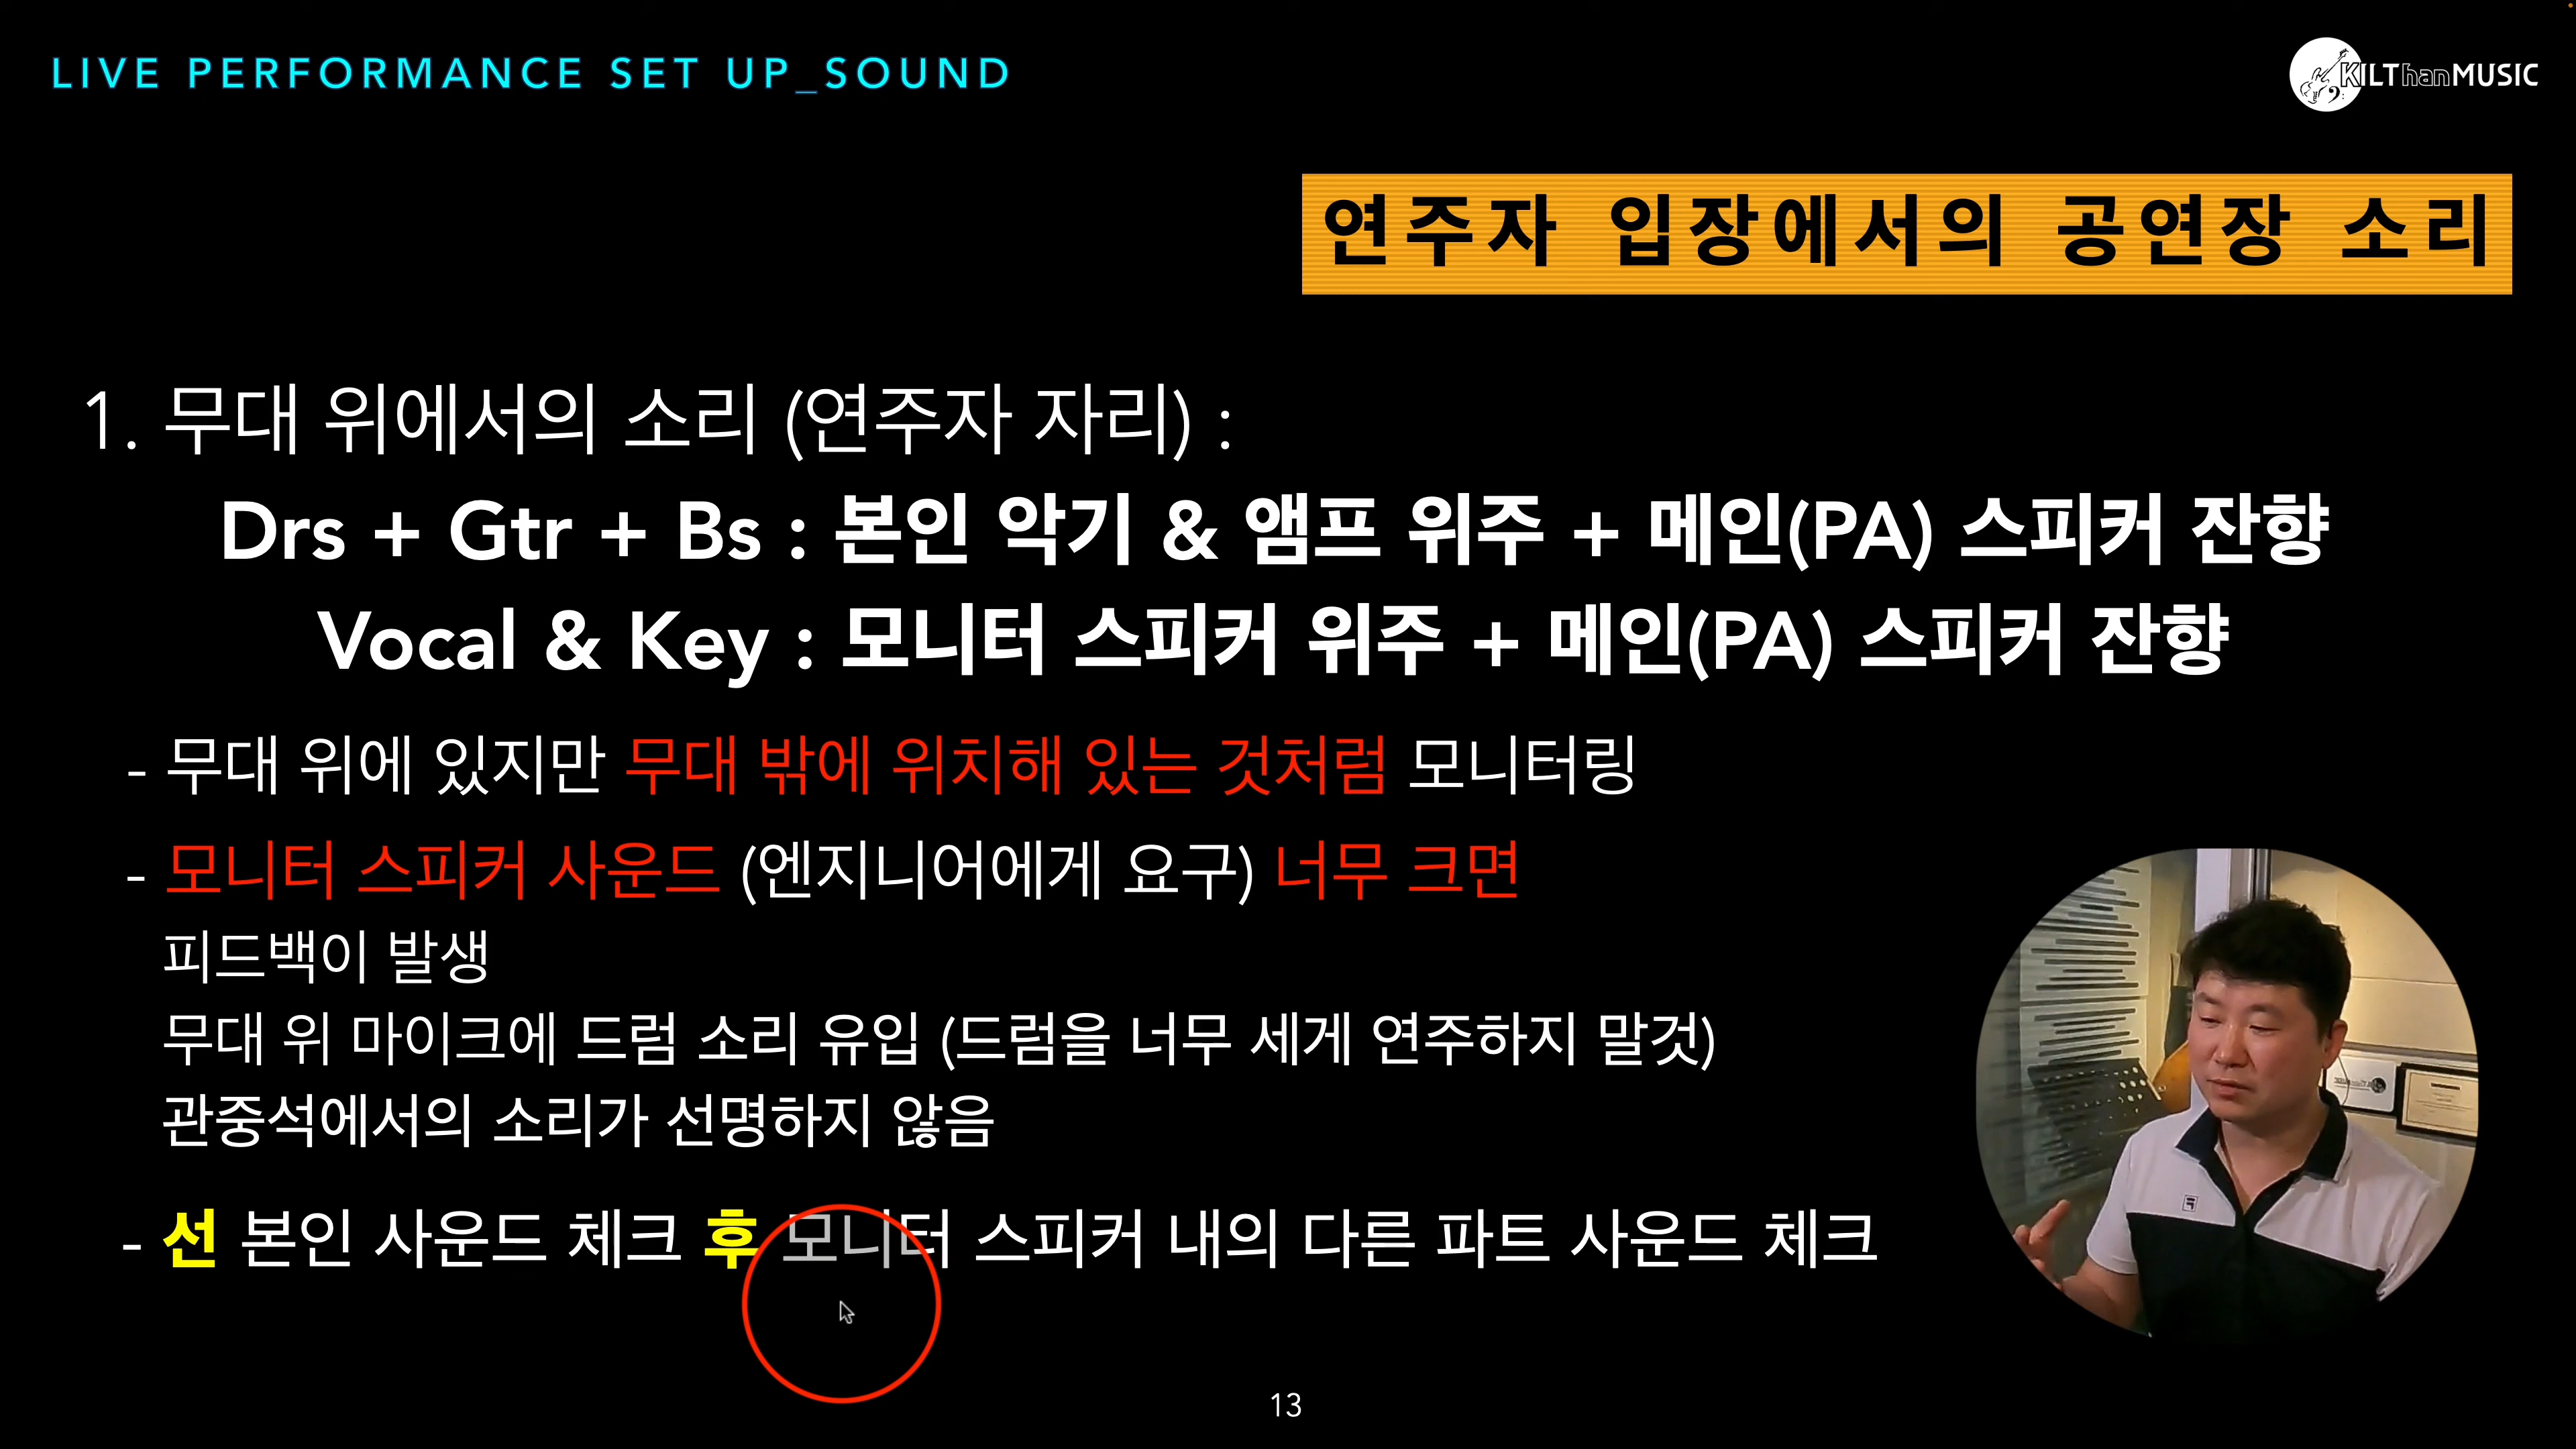 LIVE PERFORMANCE SET UP_SOUND
KILThanMUSIC
연주자 입장에서의 공연장 소리
1. 무대 위에서의 소리 (연주자 자리) :
Drs + Gtr + Bs : 본인 악기 & 앰프 위주 + 메인(PA) 스피커 잔향
Vocal & Key : 모니터 스피커 위주 + 메인(PA) 스피커 잔향
- 무대 위에 있지만 무대 밖에 위치해 있는 것처럼 모니터링
- 모니터 스피커 사운드 (엔지니어에게 요구) 너무 크면
피드백이 발생
무대 위 마이크에 드럼 소리 유입 (드럼을 너무 세게 연주하지 말것)
관중석에서의 소리가 선명하지 않음
- 선 본인 사운드 체크 후 모니터 스피커 내의 다른 파트 사운드 체크
13